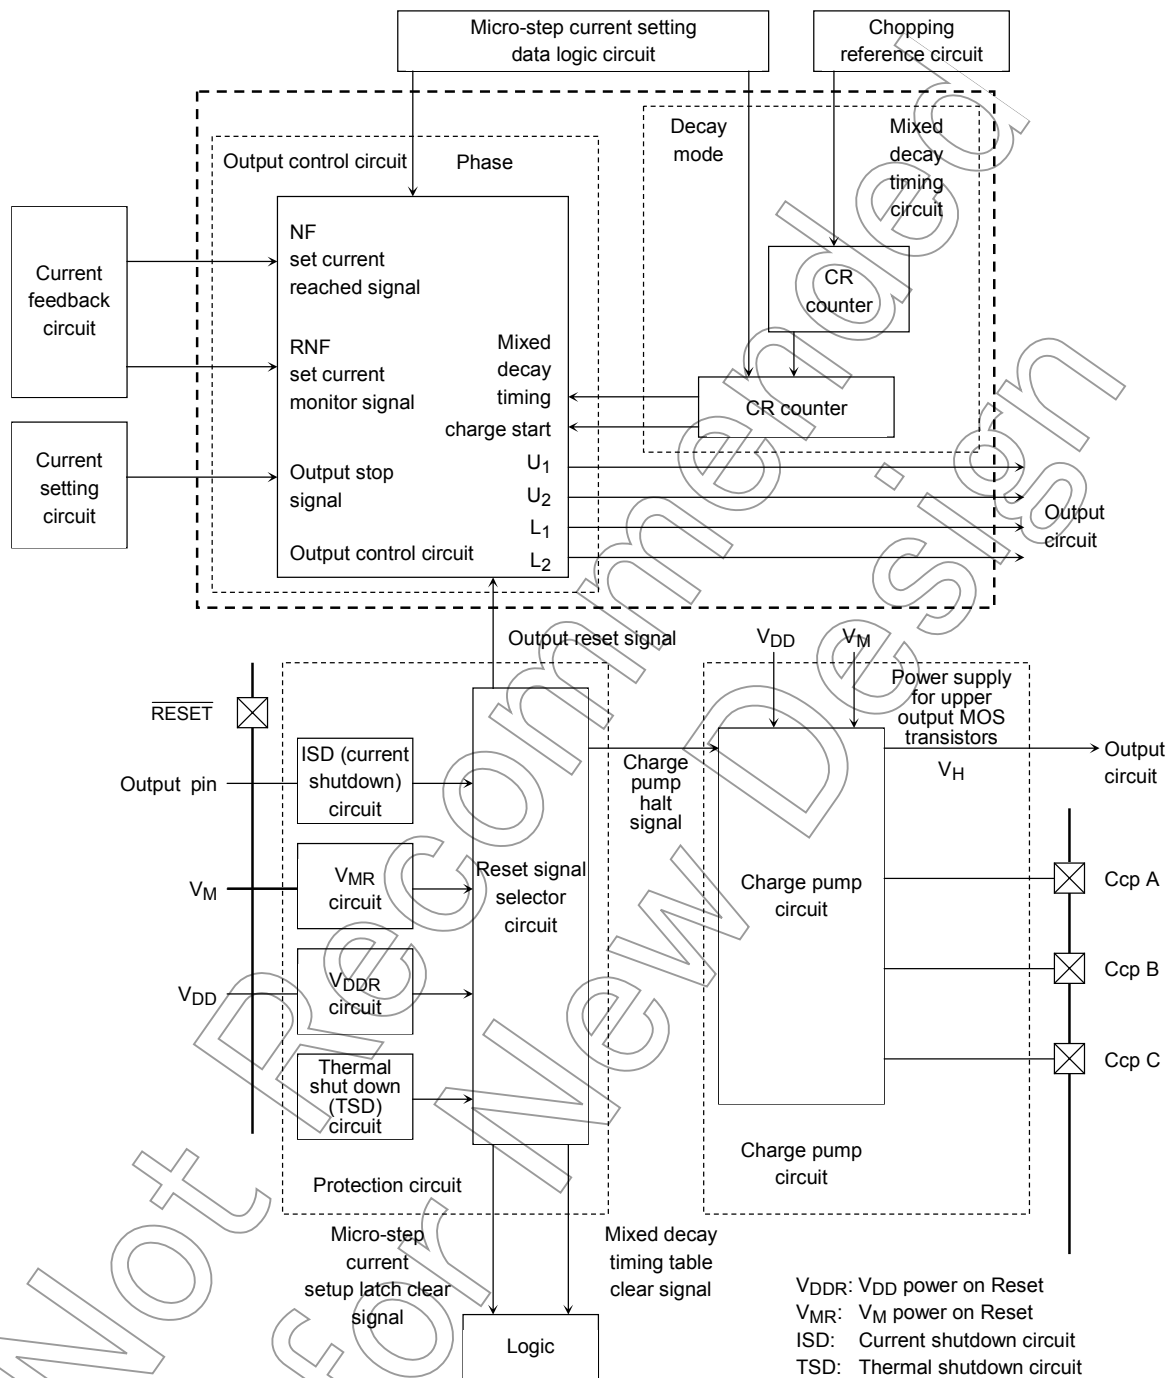 Micro-step current setting
data logic circuit
Chopping
reference circuit
Output control circuit
Phase
Decay
mode
Mixed
decay
timing
circuit
Current
feedback
circuit
NF
set current
reached signal
CR
counter
RNF
set current
monitor signal
Mixed
decay
timing
charge start
CR counter
Current
setting
circuit
Output stop
signal
U1
U2
L1
L2
Output
circuit
Output control circuit
Output reset signal
VDD
VM
RESET
Power supply
for upper
output MOS
transistors
VH
Output
circuit
Output pin
ISD (current
shutdown)
circuit
Charge
pump
halt
signal
VM
VMR
circuit
Reset signal
selector
circuit
Charge pump
circuit
Ccp A
VDD
VDDR
circuit
Ccp B
Thermal
shut down
(TSD)
circuit
Ccp C
Protection circuit
Charge pump
circuit
Micro-step
current
setup latch clear
signal
Mixed decay
timing table
clear signal
Logic
VDDR: VDD power on Reset
VMR: VM power on Reset
ISD: Current shutdown circuit
TSD: Thermal shutdown circuit
Not Recommended
for New Design